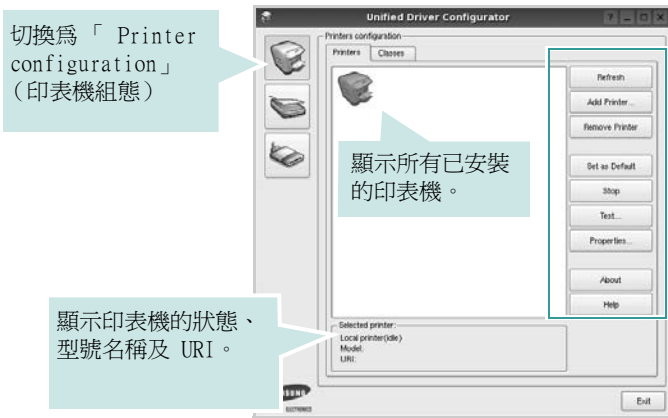 切換爲「 Printer
configuration」
(印表機組態)
Unified Driver Configurator
Printers configuration
Printers
Classes
Refresh
Add Printer...
Remove Printer
顯示所有已安裝
的印表機。
Set as Default
Stop
Test...
Properties...
About
Help
顯示印表機的狀態、
型號名稱及 URI。
Selected printer:
Local printer(idle)
Model:
URI:
ELECTRONICS
Exit